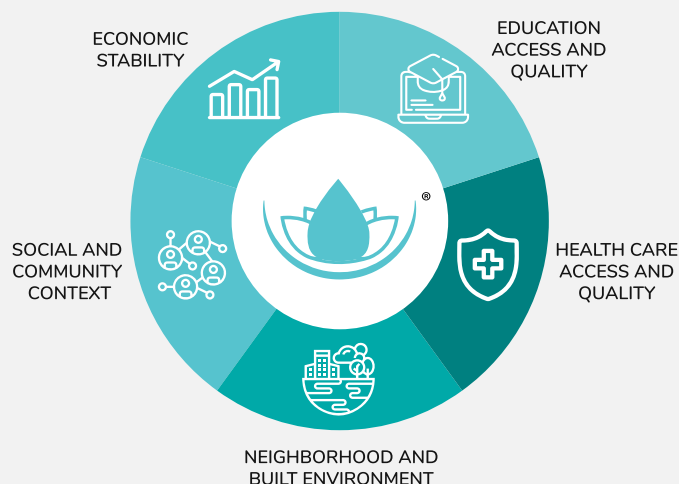 ECONOMIC
STABILITY
EDUCATION
ACCESS AND
QUALITY
®
SOCIAL AND
COMMUNITY
CONTEXT
HEALTH CARE
ACCESS AND
QUALITY
NEIGHBORHOOD AND
BUILT ENVIRONMENT